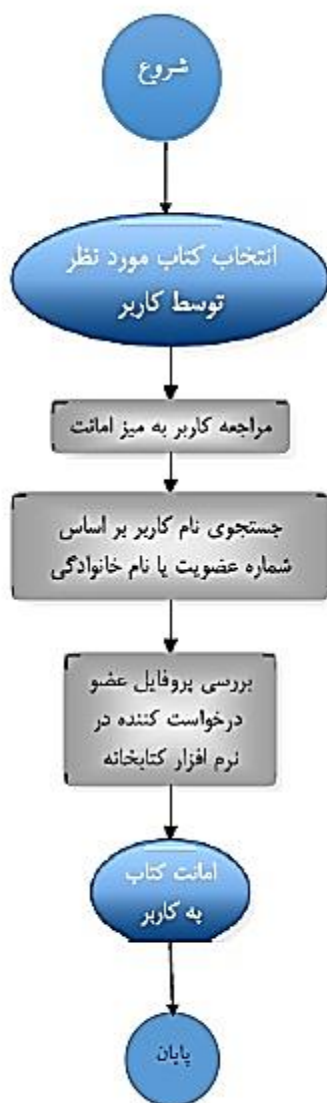 شروع
انتخاب کتاب مورد نظر
توسط کاربر
مراجعه کاربر به میز امانت
جستجوی نام کاربر بر اساس
شماره عضویت یا نام خانوادگی
بررسی پروفایل عضو
درخواست کننده در
نرم افزار کتابخانه
امانت کتاب
به کاربر
پایان